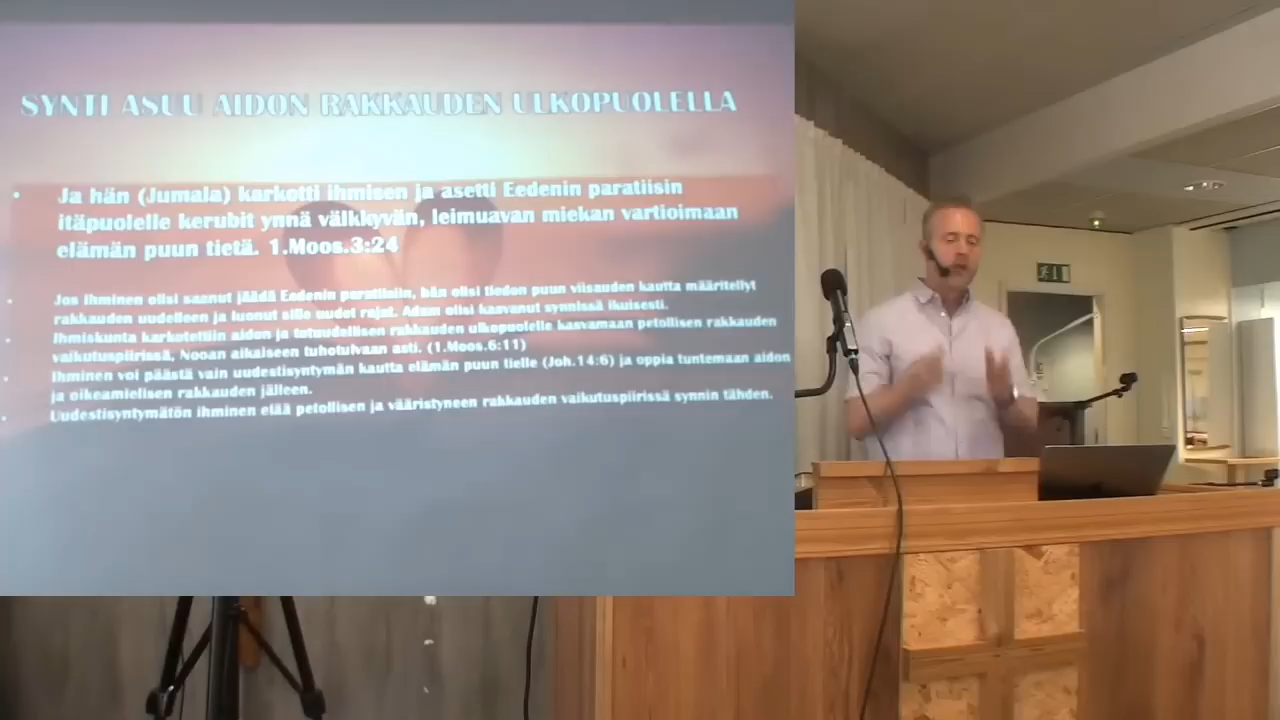 SYNTI ASUU AIDON RAKKAUDEN ULKOPUOLELLA
• Ja hän (Jumala) karkotti ihmisen ja asetti Eedenin paratiisin
itäpuolelle kerubit ynnä välkkyvän, leimuavan miekan vartioimaan
elämän puun tietä. 1.Moos.3:24
• Jos ihminen olisi saanut jäädä Eedenin paratiisiin, hän olisi tiedon puun viisauden kautta määritellyt
rakkauden uudelleen ja luonut sille uudet rajat. Adam olisi kasvanut synnissä ikuisesti.
• Ihmiskunta karkotettiin aidon ja totuudellisen rakkauden ulkopuolelle kasvamaan petollisen rakkauden
vaikutuspiirissä, Nooan aikaiseen tuhotulvaan asti. (1.Moos.6:11)
• Ihminen voi päästä vain uudestisyntymän kautta elämän puun tielle (Joh.14:6) ja oppia tuntemaan aidon
ja oikeamielisen rakkauden jälleen.
• Uudestisyntymätön ihminen elää petollisen ja vääristyneen rakkauden vaikutuspiirissä synnin tähden.